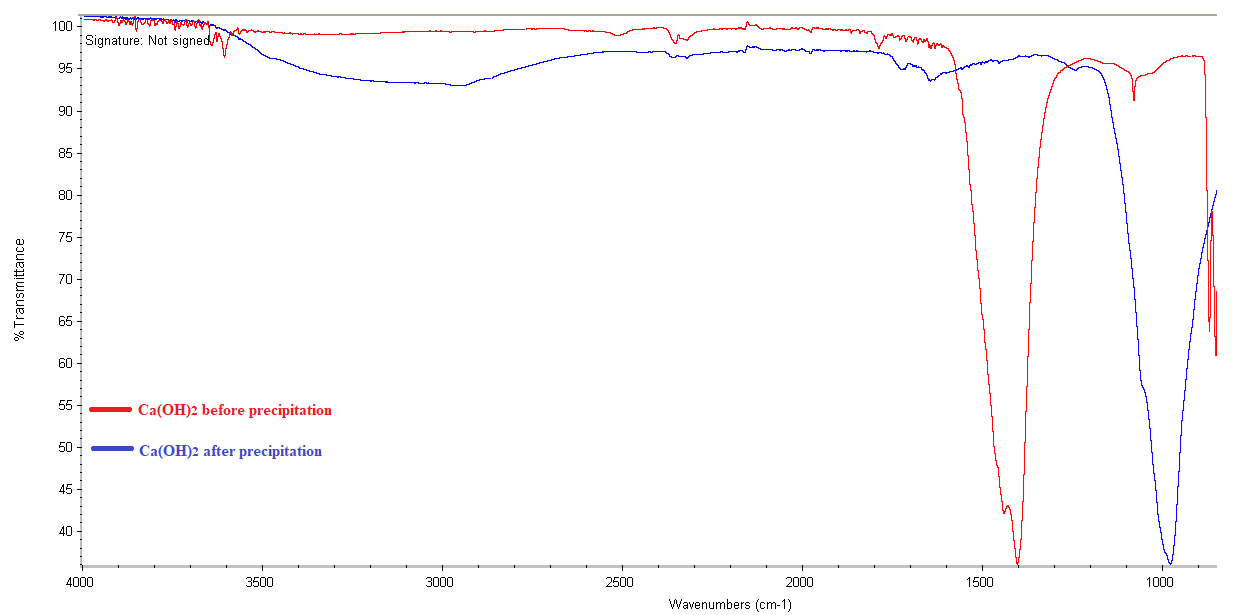 100
Signature: Not signed
95
90
85
80
75
70
65
60
55
50
45
40
% Transmittance
Ca(OH)2 before precipitation
Ca(OH)2 after precipitation
4000 3500 3000 2500 2000 1500 1000
Wavenumbers (cm-1)